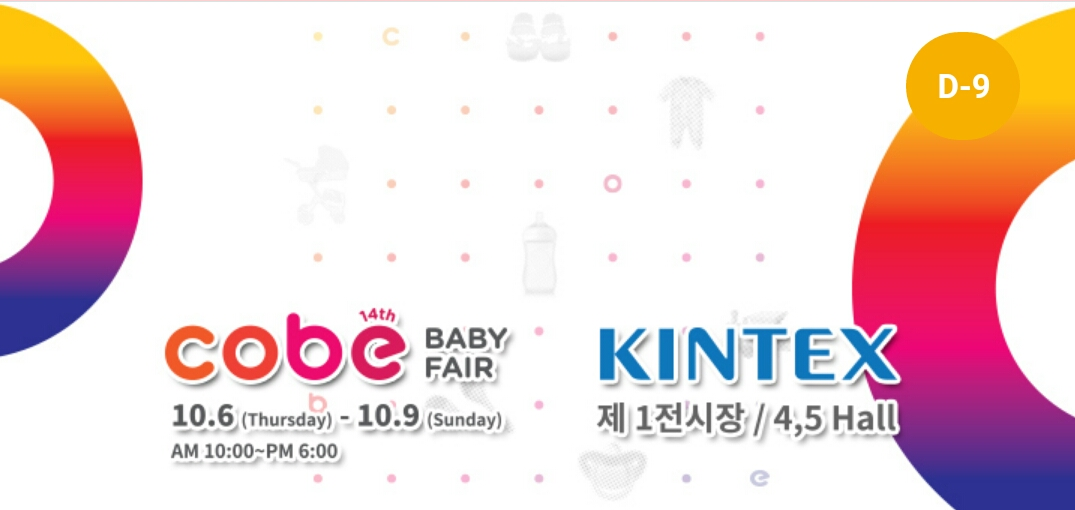 D-9
14th
cobe BABY FAIR
10.6 (Thursday) - 10.9 (Sunday)
AM 10:00~PM 6:00
KINTEX
제 1전시장 / 4,5 Hall
c
o
b
e